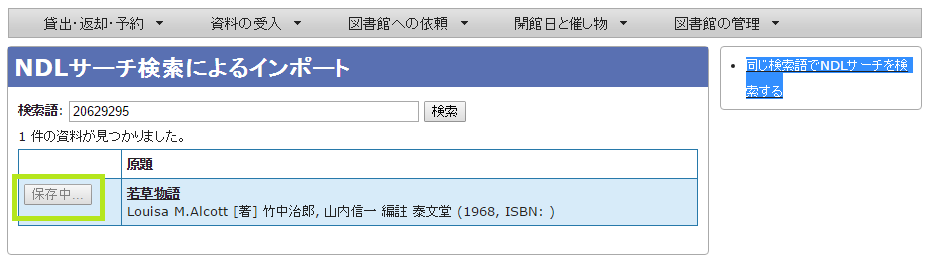 貸出・返却・予約 資料の受入 図書館への依頼 開館日と催し物 図書館の管理
NDLサーチ検索によるインポート
検索語: 20629295 検索
1 件の資料が見つかりました。
原題
保存中...
若草物語
Louisa M.Alcott [著] 竹中治郎, 山内信一 編註 泰文堂 (1968, ISBN: )
同じ検索語でNDLサーチを検
索する